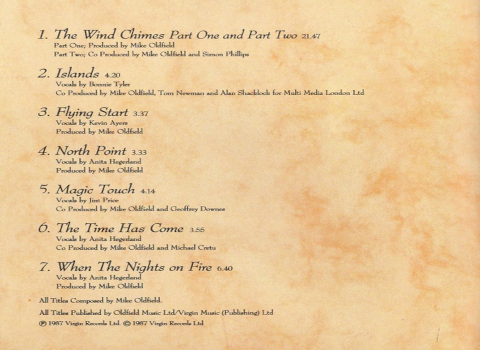 1. The Wind Chimes Part One and Part Two 21.47
Part One; Produced by Mike Oldfield
Part Two; Co Produced by Mike Oldfield and Simon Phillips
2. Islands 4.20
Vocals by Bonnie Tyler
Co Produced by Mike Oldfield, Tom Newman and Alan Shacklock for Multi Media London Ltd
3. Flying Start 3.37
Vocals by Kevin Ayers
Produced by Mike Oldfield
4. North Point 3.33
Vocals by Anita Hegerland
Produced by Mike Oldfield
5. Magic Touch 4.14
Vocals by Jim Price
Co Produced by Mike Oldfield and Geoffrey Downes
6. The Time Has Come 3.55
Vocals by Anita Hegerland
Co Produced by Mike Oldfield and Michael Cretu
7. When The Nights on Fire 6.40
Vocals by Anita Hegerland
Produced by Mike Oldfield
All Titles Composed by Mike Oldfield.
All Titles Published by Oldfield Music Ltd/Virgin Music (Publishing) Ltd
℗ 1987 Virgin Records Ltd. © 1987 Virgin Records Ltd